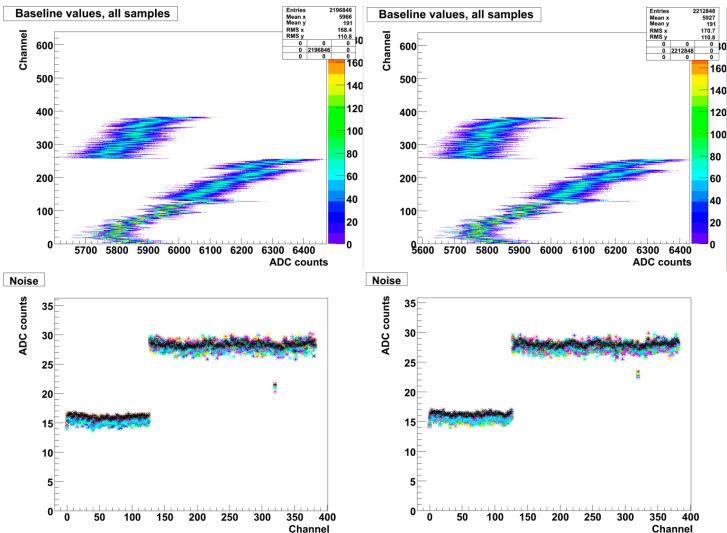 Baseline values, all samples
Entries 2196846
Mean x 5966
Mean y 191
RMS x 168.4
RMS y 110.8
0 0 0
0 2196846 0
0 0 0
Channel
600
500
400
300
200
100
0
160
140
120
100
80
60
40
20
0
5700 5800 5900 6000 6100 6200 6300 6400
ADC counts
Baseline values, all samples
Entries 2212848
Mean x 5927
Mean y 191
RMS x 170.7
RMS y 110.8
0 0 0
0 2212848 0
0 0 0
Channel
600
500
400
300
200
100
0
160
140
120
100
80
60
40
20
0
5600 5700 5800 5900 6000 6100 6200 6300 6400
ADC counts
Noise
ADC counts
35
30
25
20
15
10
5
0
0 50 100 150 200 250 300 350 400
Channel
Noise
ADC counts
35
30
25
20
15
10
5
0
0 50 100 150 200 250 300 350 400
Channel